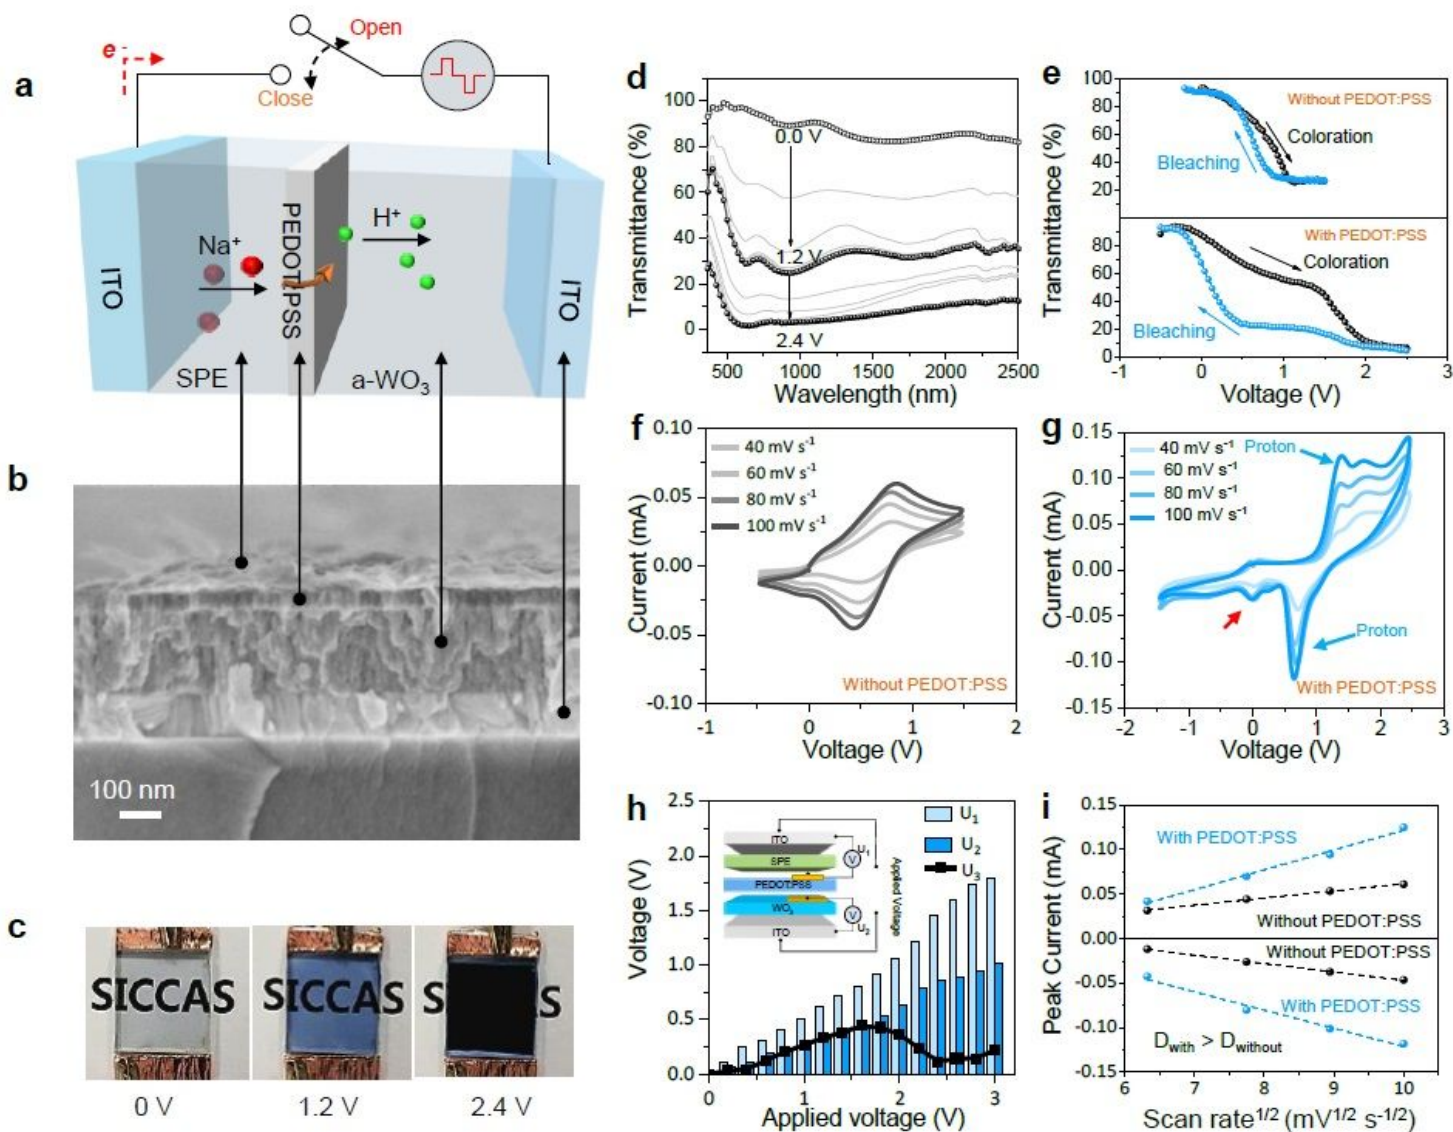 a
e⁻
Open
Close
ITO
Na⁺
PEDOT:PSS
H⁺
ITO
SPE
a-WO₃
b
100 nm
c
SICCAS
SICCAS
S
S
0 V
1.2 V
2.4 V
d
Transmittance (%)
100
80
60
40
20
0
0.0 V
1.2 V
2.4 V
500
1000
1500
2000
2500
Wavelength (nm)
e
Transmittance (%)
100
80
60
40
20
Without PEDOT:PSS
Coloration
Bleaching
100
80
60
40
20
0
With PEDOT:PSS
Coloration
Bleaching
-1
0
1
2
3
Voltage (V)
f
Current (mA)
0.10
0.05
0.00
-0.05
-0.10
40 mV s⁻¹
60 mV s⁻¹
80 mV s⁻¹
100 mV s⁻¹
Without PEDOT:PSS
-1
0
1
2
Voltage (V)
g
Current (mA)
0.15
0.10
0.05
0.00
-0.05
-0.10
-0.15
40 mV s⁻¹
60 mV s⁻¹
80 mV s⁻¹
100 mV s⁻¹
Proton
Proton
With PEDOT:PSS
-2
-1
0
1
2
3
Voltage (V)
h
Voltage (V)
2.5
2.0
1.5
1.0
0.5
0.0
ITO
SPE
PEDOT:PSS
WO₃
ITO
V
U₁
V
U₂
Applied Voltage
U₁
U₂
U₃
0
1
2
3
Applied voltage (V)
i
Peak Current (mA)
0.15
0.10
0.05
0.00
-0.05
-0.10
-0.15
With PEDOT:PSS
Without PEDOT:PSS
Without PEDOT:PSS
With PEDOT:PSS
D_with > D_without
6
7
8
9
10
Scan rate^1/2 (mV^1/2 s^-1/2)